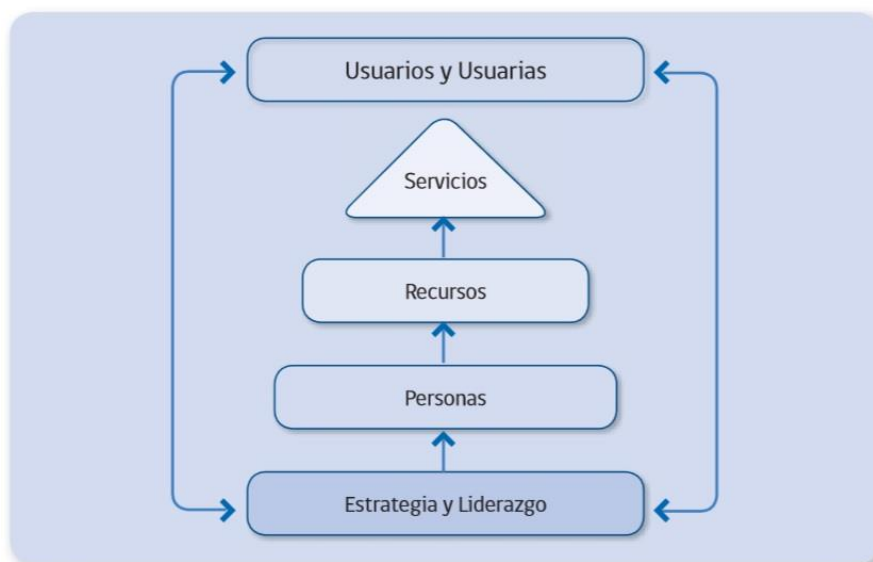 Usuarios y Usuarias
Servicios
Recursos
Personas
Estrategia y Liderazgo